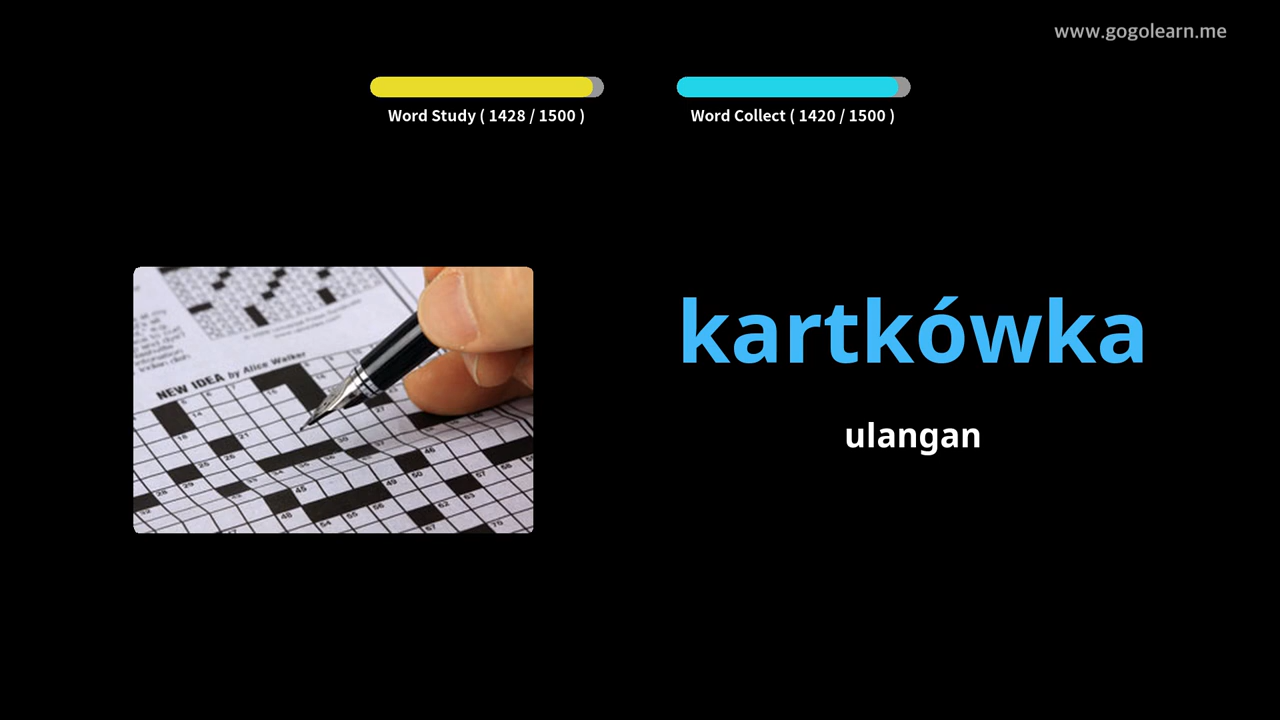 www.gogolearn.me
Word Study ( 1428 / 1500 )
Word Collect ( 1420 / 1500 )
NEW IDEA by Alice Walker
kartkówka
ulangan